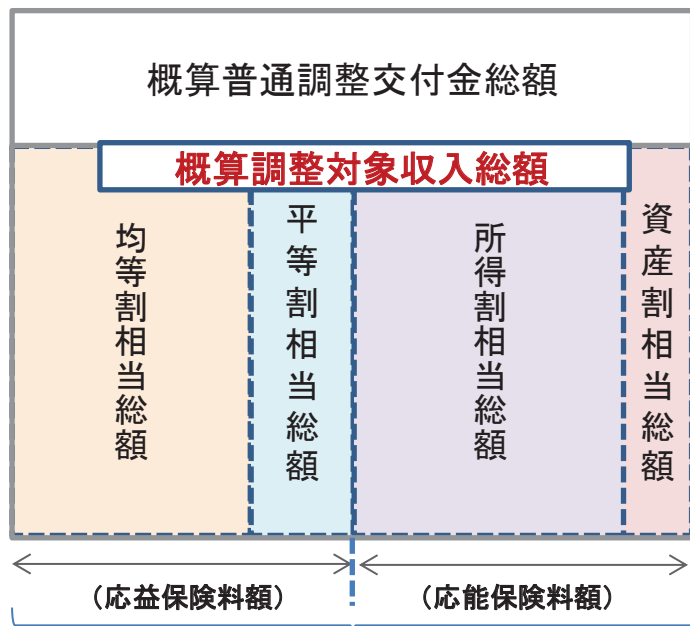 概算普通調整交付金総額
概算調整対象収入総額
均等割相当総額
平等割相当総額
所得割相当総額
資産割相当総額
(応益保険料額)
(応能保険料額)